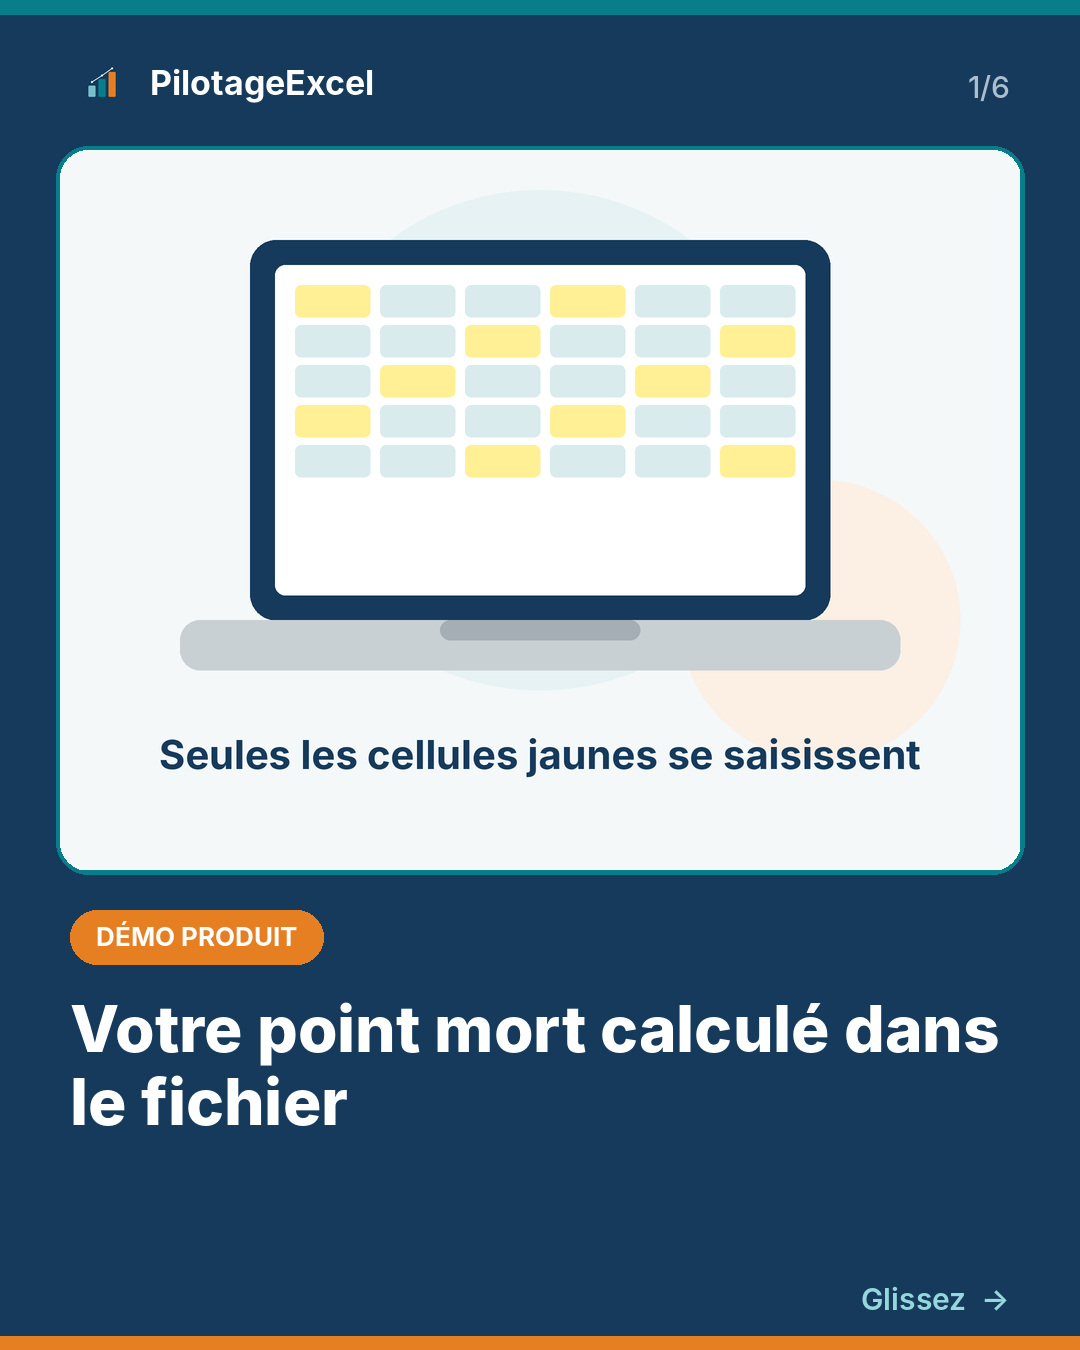 PilotageExcel
1/6
Seules les cellules jaunes se saisissent
DÉMO PRODUIT
Votre point mort calculé dans
le fichier
Glissez →